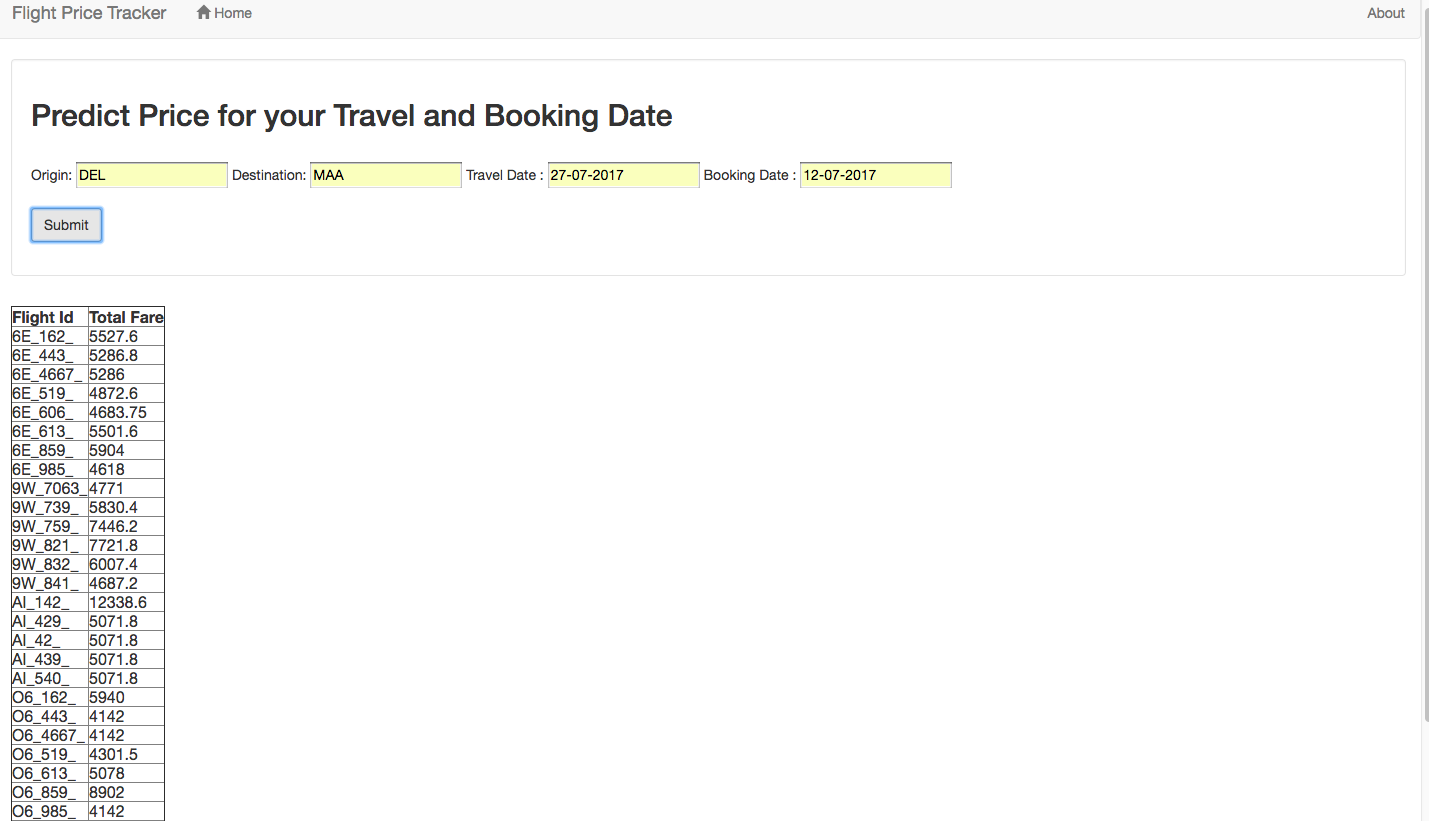 Flight Price Tracker Home About
Predict Price for your Travel and Booking Date
Origin: DEL Destination: MAA Travel Date : 27-07-2017 Booking Date : 12-07-2017
Submit
Flight Id Total Fare
6E_162_ 5527.6
6E_443_ 5286.8
6E_4667_ 5286
6E_519_ 4872.6
6E_606_ 4683.75
6E_613_ 5501.6
6E_859_ 5904
6E_985_ 4618
9W_7063_ 4771
9W_739_ 5830.4
9W_759_ 7446.2
9W_821_ 7721.8
9W_832_ 6007.4
9W_841_ 4687.2
AI_142_ 12338.6
AI_429_ 5071.8
AI_42_ 5071.8
AI_439_ 5071.8
AI_540_ 5071.8
O6_162_ 5940
O6_443_ 4142
O6_4667_ 4142
O6_519_ 4301.5
O6_613_ 5078
O6_859_ 8902
O6_985_ 4142